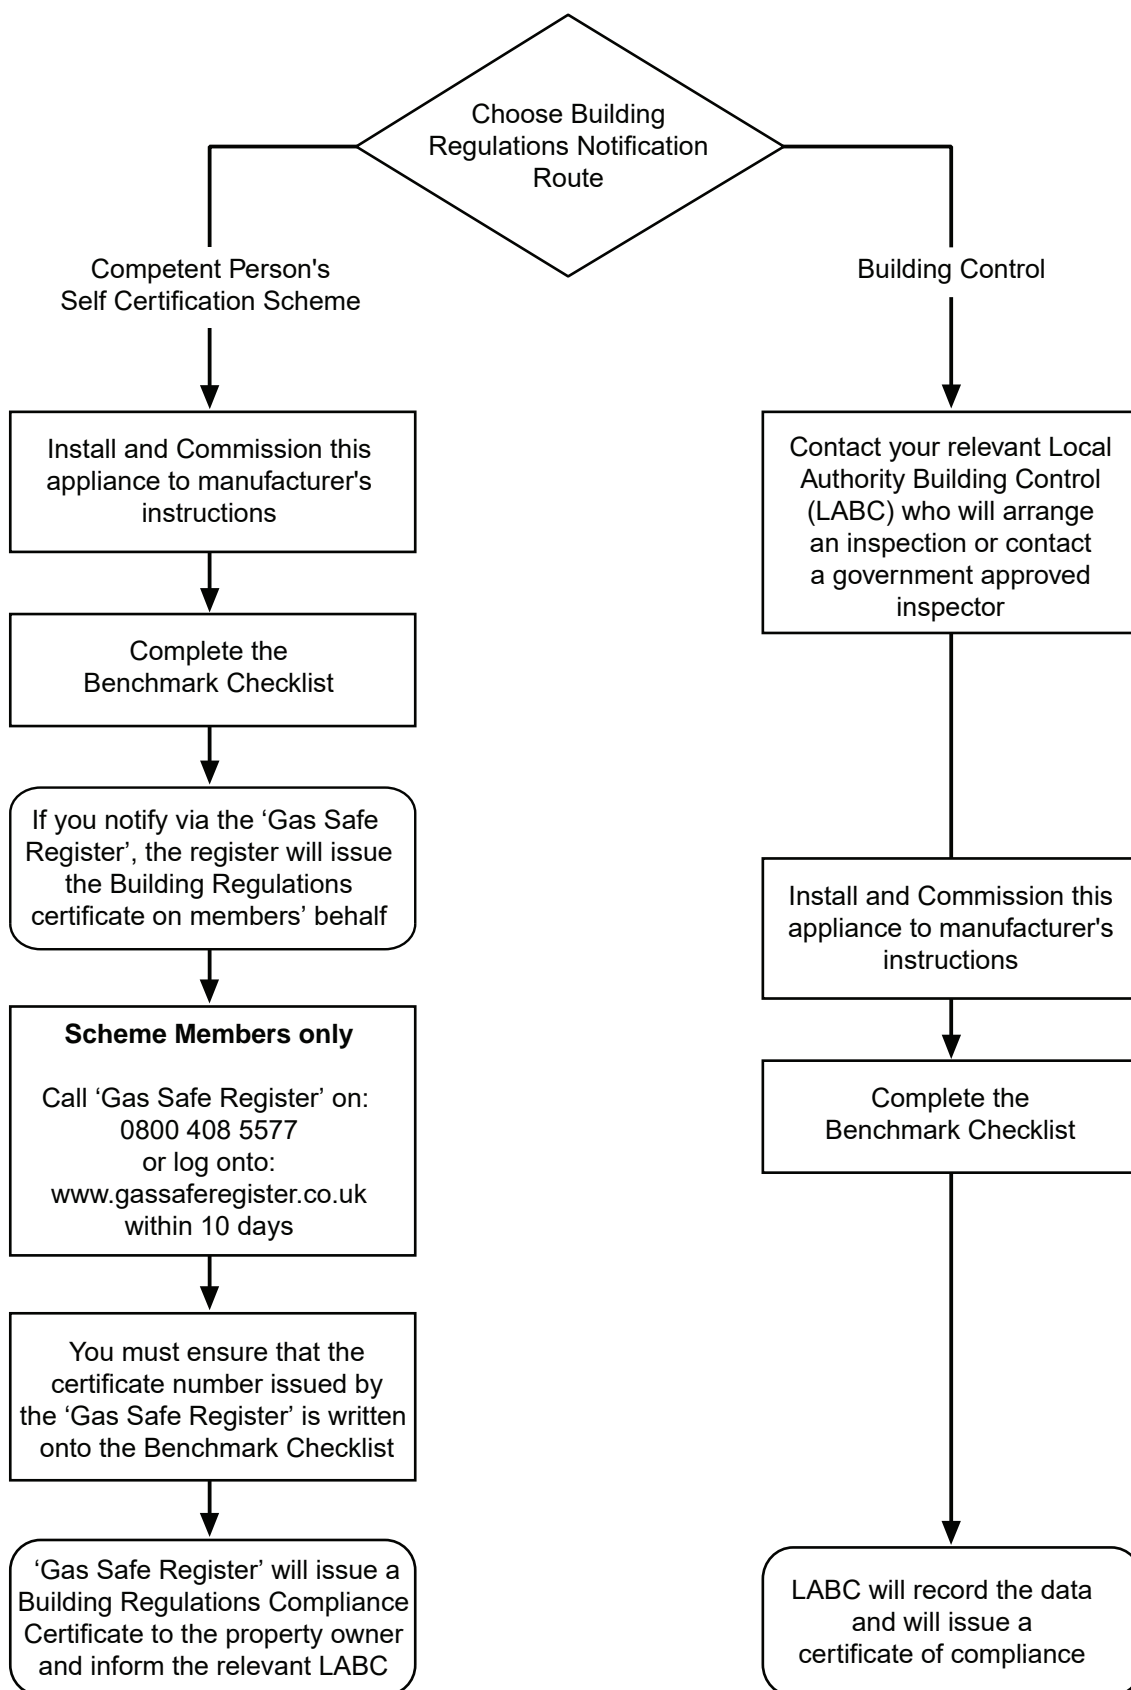 Choose Building
Regulations Notification
Route
Competent Person's
Self Certification Scheme
Building Control
Install and Commission this
appliance to manufacturer's
instructions
Complete the
Benchmark Checklist
If you notify via the ‘Gas Safe
Register’, the register will issue
the Building Regulations
certificate on members’ behalf
Scheme Members only
Call ‘Gas Safe Register’ on:
0800 408 5577
or log onto:
www.gassaferegister.co.uk
within 10 days
You must ensure that the
certificate number issued by
the ‘Gas Safe Register’ is written
onto the Benchmark Checklist
‘Gas Safe Register’ will issue a
Building Regulations Compliance
Certificate to the property owner
and inform the relevant LABC
Contact your relevant Local
Authority Building Control
(LABC) who will arrange
an inspection or contact
a government approved
inspector
Install and Commission this
appliance to manufacturer's
instructions
Complete the
Benchmark Checklist
LABC will record the data
and will issue a
certificate of compliance